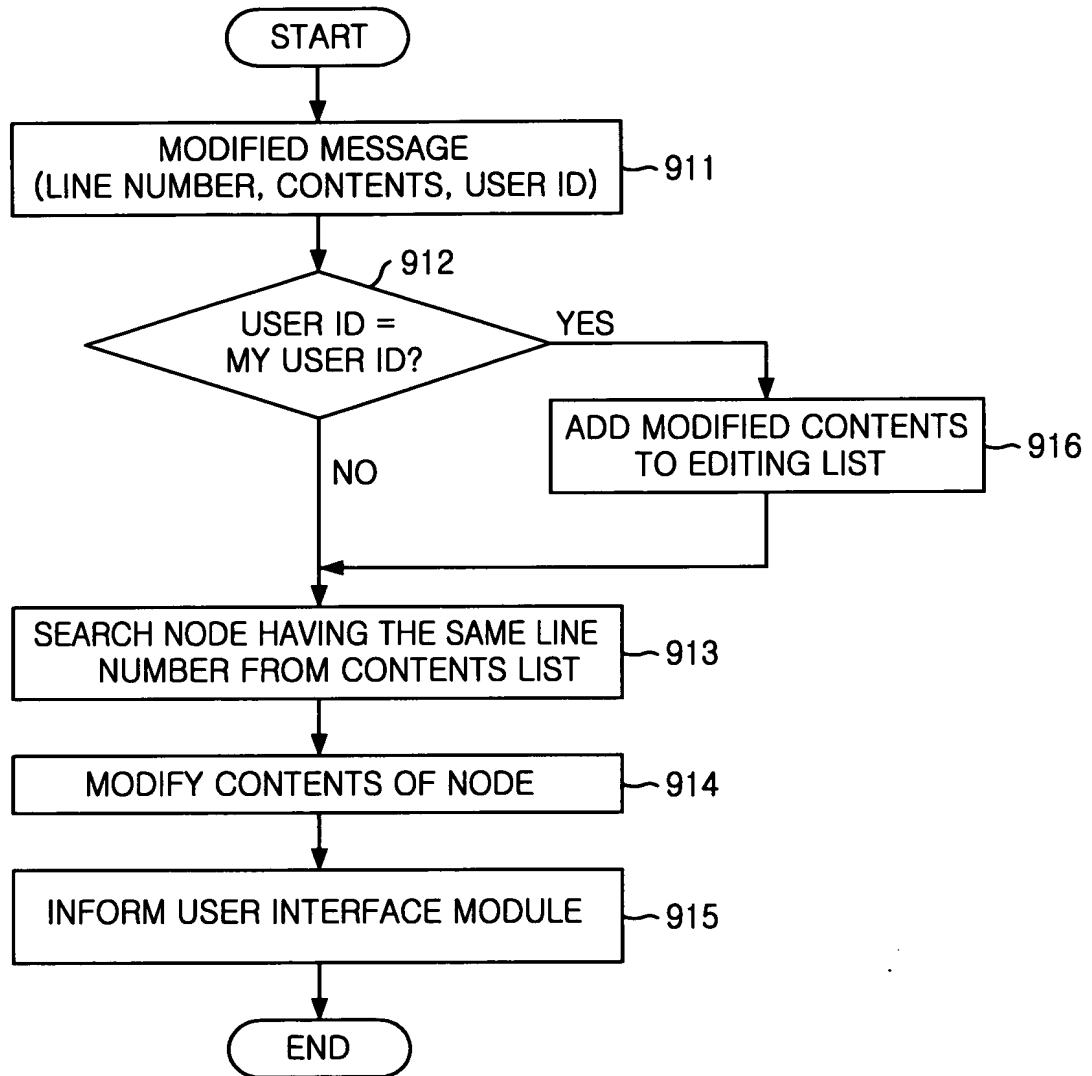 START
MODIFIED MESSAGE
(LINE NUMBER, CONTENTS, USER ID)
911
912
USER ID =
MY USER ID?
YES
ADD MODIFIED CONTENTS
TO EDITING LIST
916
NO
SEARCH NODE HAVING THE SAME LINE
NUMBER FROM CONTENTS LIST
913
MODIFY CONTENTS OF NODE
914
INFORM USER INTERFACE MODULE
915
END